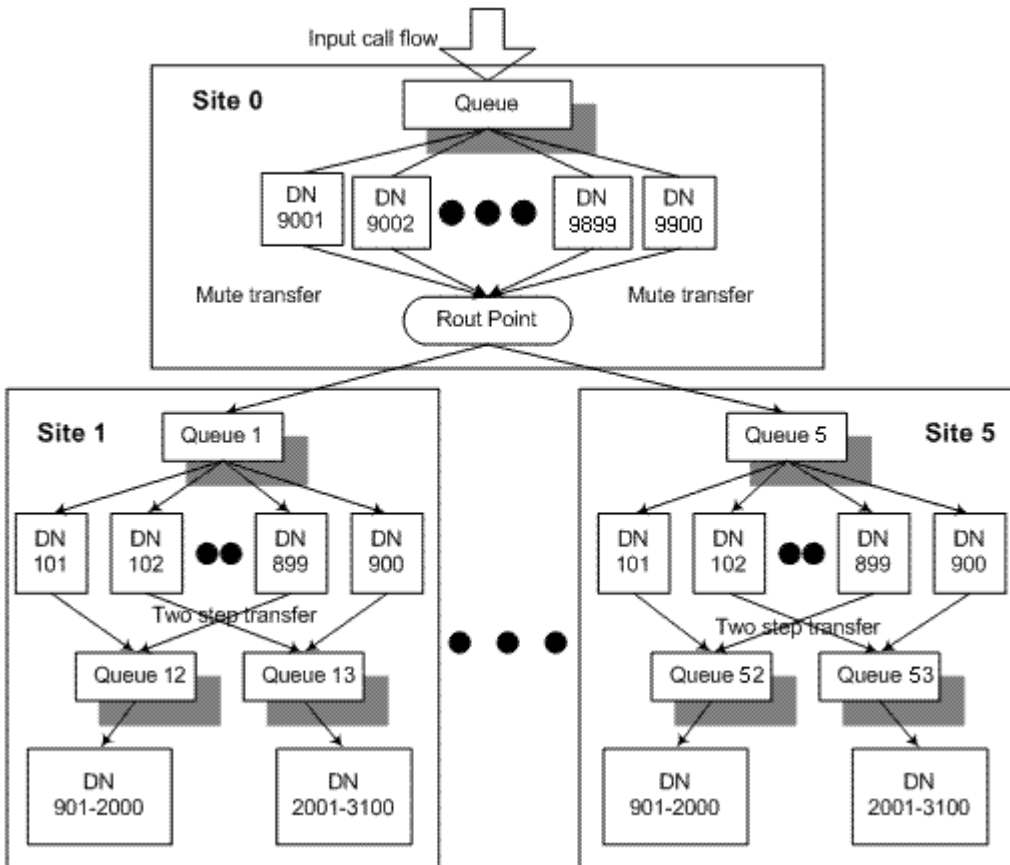 Input call flow
Site 0
Queue
DN
9001
DN
9002
DN
9899
DN
9900
Mute transfer
Mute transfer
Rout Point
Site 1
Queue 1
DN
101
DN
102
DN
899
DN
900
Two step transfer
Queue 12
Queue 13
DN
901-2000
DN
2001-3100
Site 5
Queue 5
DN
101
DN
102
DN
899
DN
900
Two step transfer
Queue 52
Queue 53
DN
901-2000
DN
2001-3100